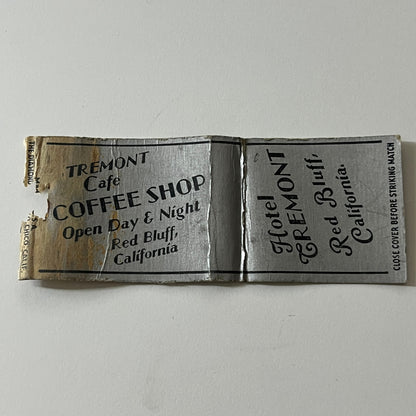 TREMONT
Cafe
COFFEE SHOP
Open Day & Night
Red Bluff,
California
Hotel
TREMONT
Red Bluff,
California.
CLOSE COVER BEFORE STRIKING MATCH